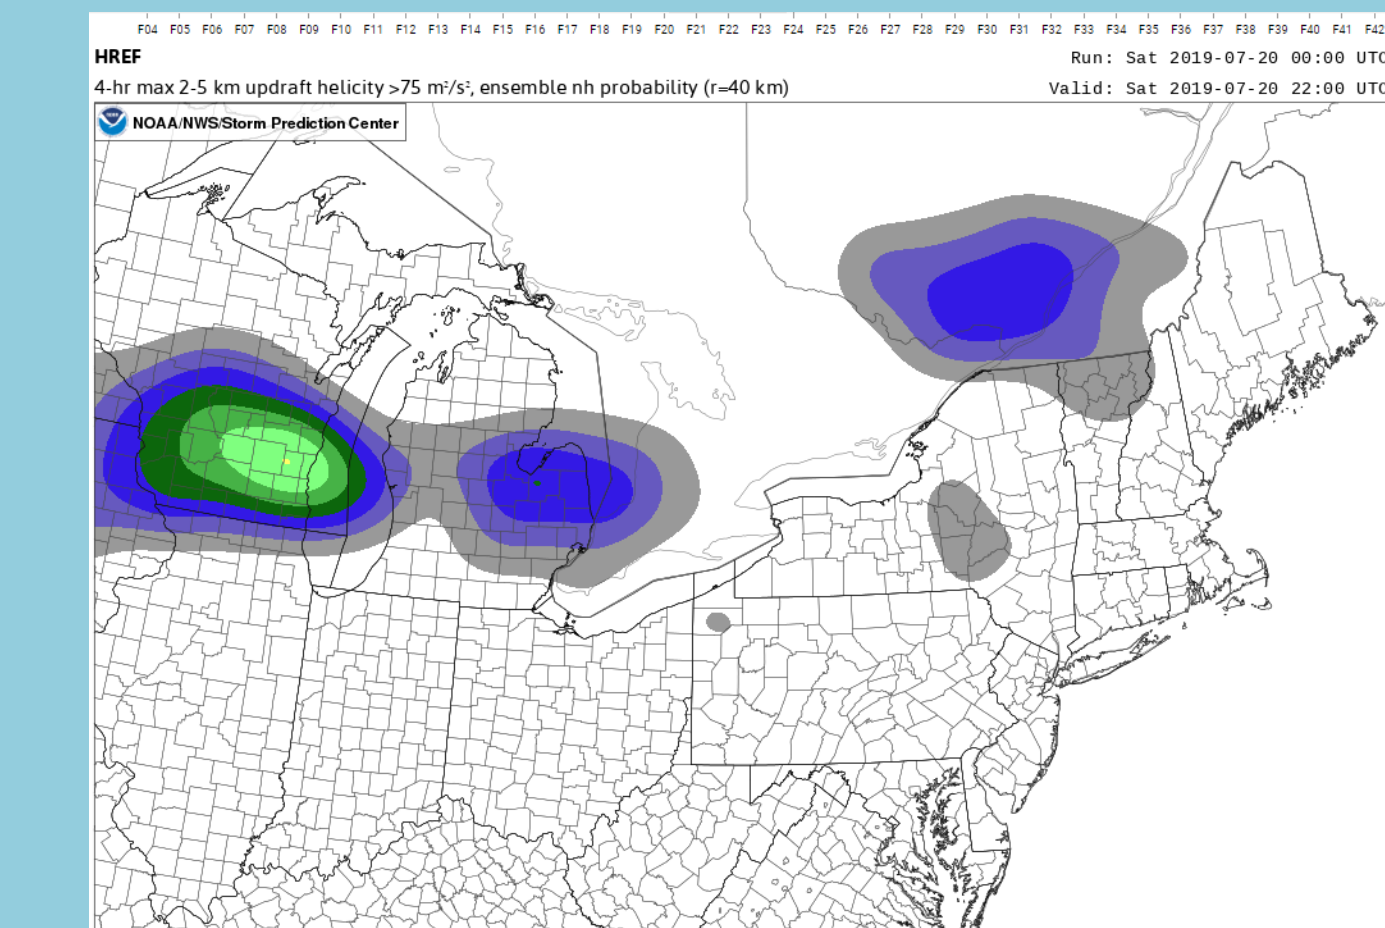 F04 F05 F06 F07 F08 F09 F10 F11 F12 F13 F14 F15 F16 F17 F18 F19 F20 F21 F22 F23 F24 F25 F26 F27 F28 F29 F30 F31 F32 F33 F34 F35 F36 F37 F38 F39 F40 F41 F42
HREF
Run: Sat 2019-07-20 00:00 UTC
4-hr max 2-5 km updraft helicity >75 m²/s², ensemble nh probability (r=40 km)
Valid: Sat 2019-07-20 22:00 UTC
NOAA/NWS/Storm Prediction Center